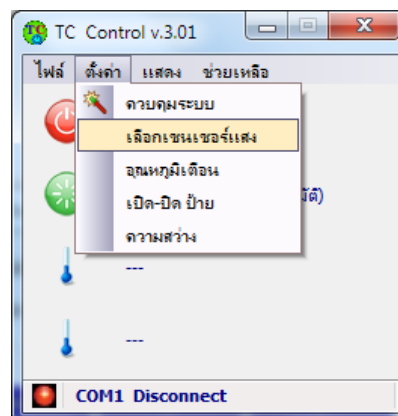 TC Control v.3.01
ไฟล์ ตั้งค่า แสดง ช่วยเหลือ
ควบคุมระบบ
เลือกเซนเซอร์แสง
อุณหภูมิเตือน
เปิด-ปิด ป้าย
ความสว่าง
---
---
COM1 Disconnect